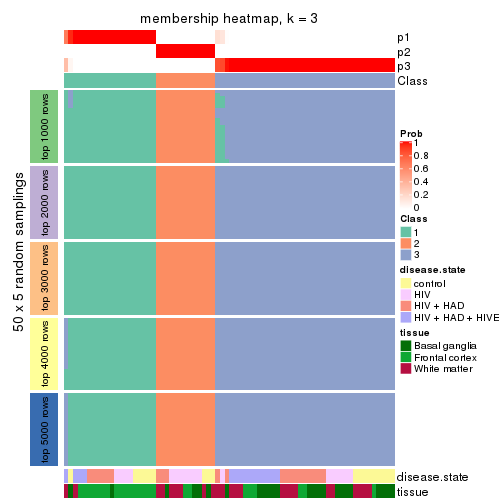 membership heatmap, k = 3
p1
p2
p3
Class
50 x 5 random samplings
top 1000 rows
top 2000 rows
top 3000 rows
top 4000 rows
top 5000 rows
disease.state
tissue
Prob
1
0.8
0.6
0.4
0.2
0
Class
1
2
3
disease.state
control
HIV
HIV + HAD
HIV + HAD + HIVE
tissue
Basal ganglia
Frontal cortex
White matter